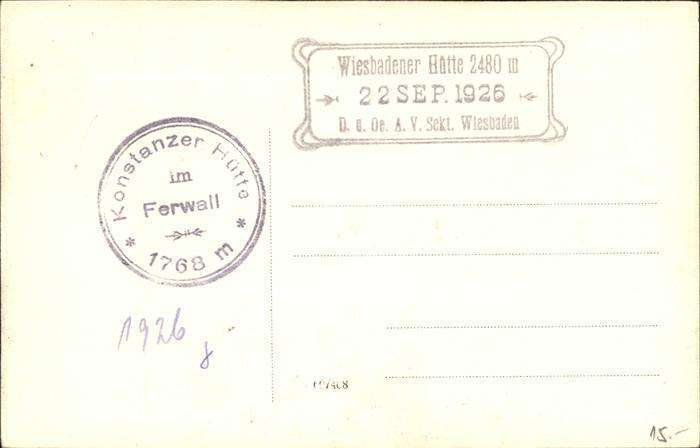 Wiesbadener Hütte 2480 m
22 SEP. 1926
D. u. Oe. A. V. Sekt. Wiesbaden
Konstanzer Hütte
im
Ferwall
* 1768 m *
1926
15.-